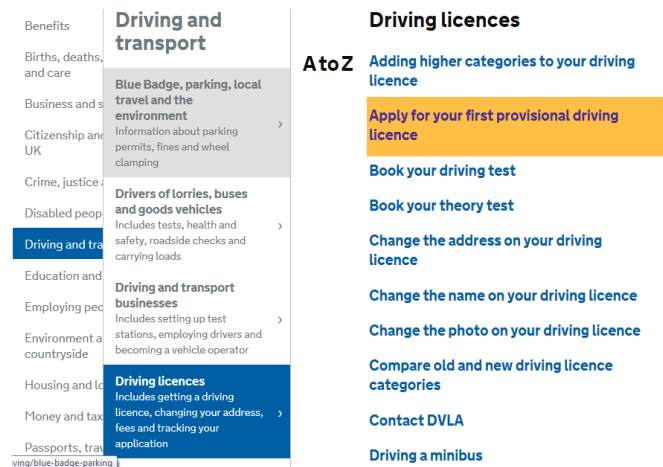 Benefits
Births, deaths,
and care
Business and s
Citizenship and
UK
Crime, justice
Disabled peop
Driving and tra
Education and
Employing peo
Environment a
countryside
Housing and lo
Money and tax
Passports, trav
ving/blue-badge-parking
Driving and
transport
Blue Badge, parking, local
travel and the
environment
Information about parking
permits, fines and wheel
clamping
Drivers of lorries, buses
and goods vehicles
Includes tests, health and
safety, roadside checks and
carrying loads
Driving and transport
businesses
Includes setting up test
stations, employing drivers and
becoming a vehicle operator
Driving licences
Includes getting a driving
licence, changing your address,
fees and tracking your
application
Driving licences
A to Z
Adding higher categories to your driving
licence
Apply for your first provisional driving
licence
Book your driving test
Book your theory test
Change the address on your driving
licence
Change the name on your driving licence
Change the photo on your driving licence
Compare old and new driving licence
categories
Contact DVLA
Driving a minibus